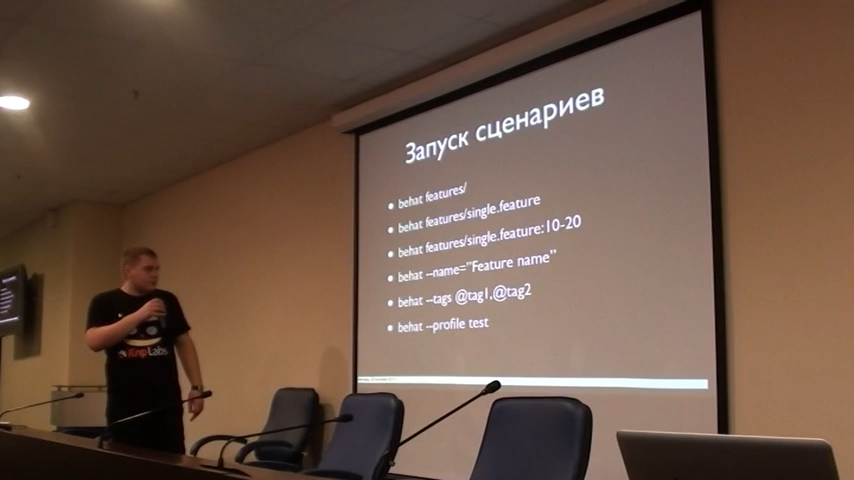 Запуск сценариев
behat features/
behat features/single.feature
behat features/single.feature:10-20
behat --name="Feature name"
behat --tags @tag1,@tag2
behat --profile test
KnpLabs